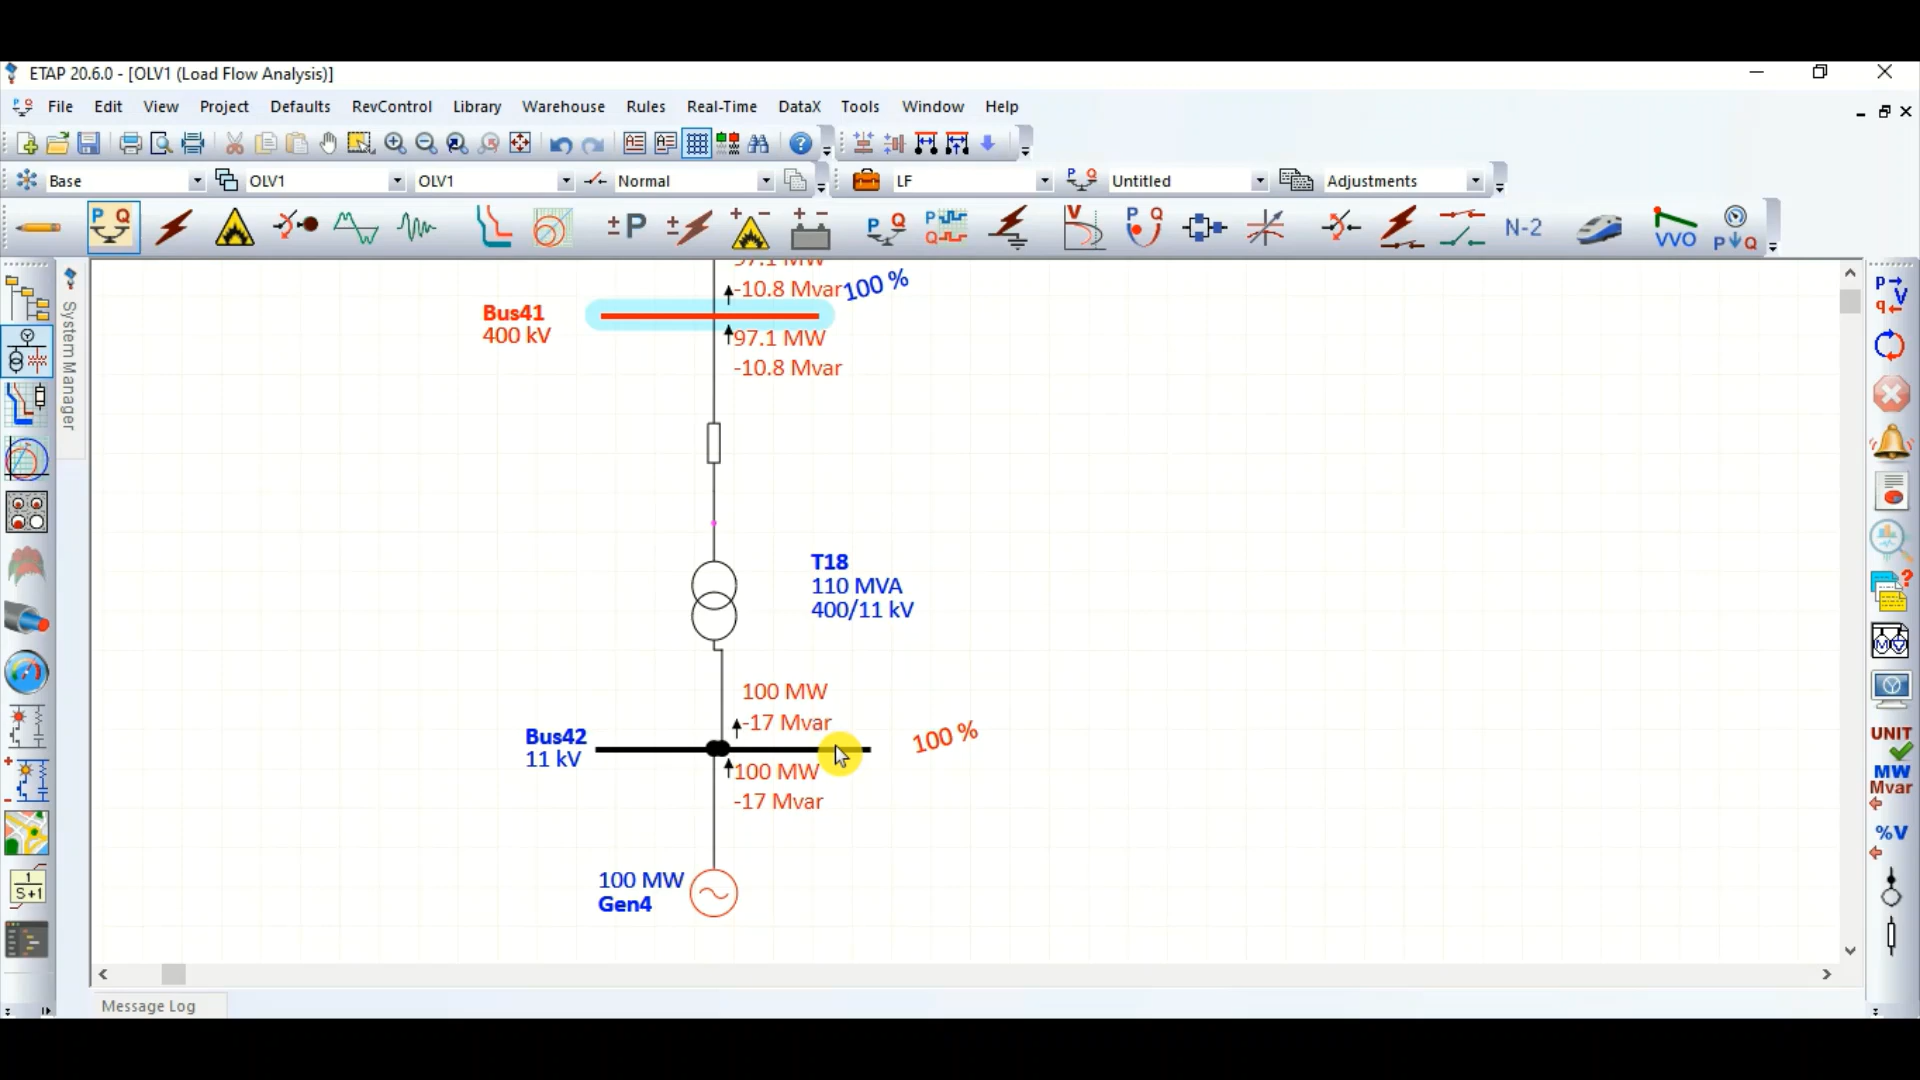 ETAP 20.6.0 - [OLV1 (Load Flow Analysis)]
File Edit View Project Defaults RevControl Library Warehouse Rules Real-Time DataX Tools Window Help
Base OLV1 OLV1 Normal LF Untitled Adjustments
P Q ± P ± P Q P Q V P Q N-2 VVO P Q
System Manager
-10.8 Mvar
100 %
Bus41
400 kV
97.1 MW
-10.8 Mvar
T18
110 MVA
400/11 kV
100 MW
-17 Mvar
Bus42
11 kV
100 %
100 MW
-17 Mvar
100 MW
Gen4
1
S+1
P
V
q
UNIT
MW
Mvar
%V
Message Log